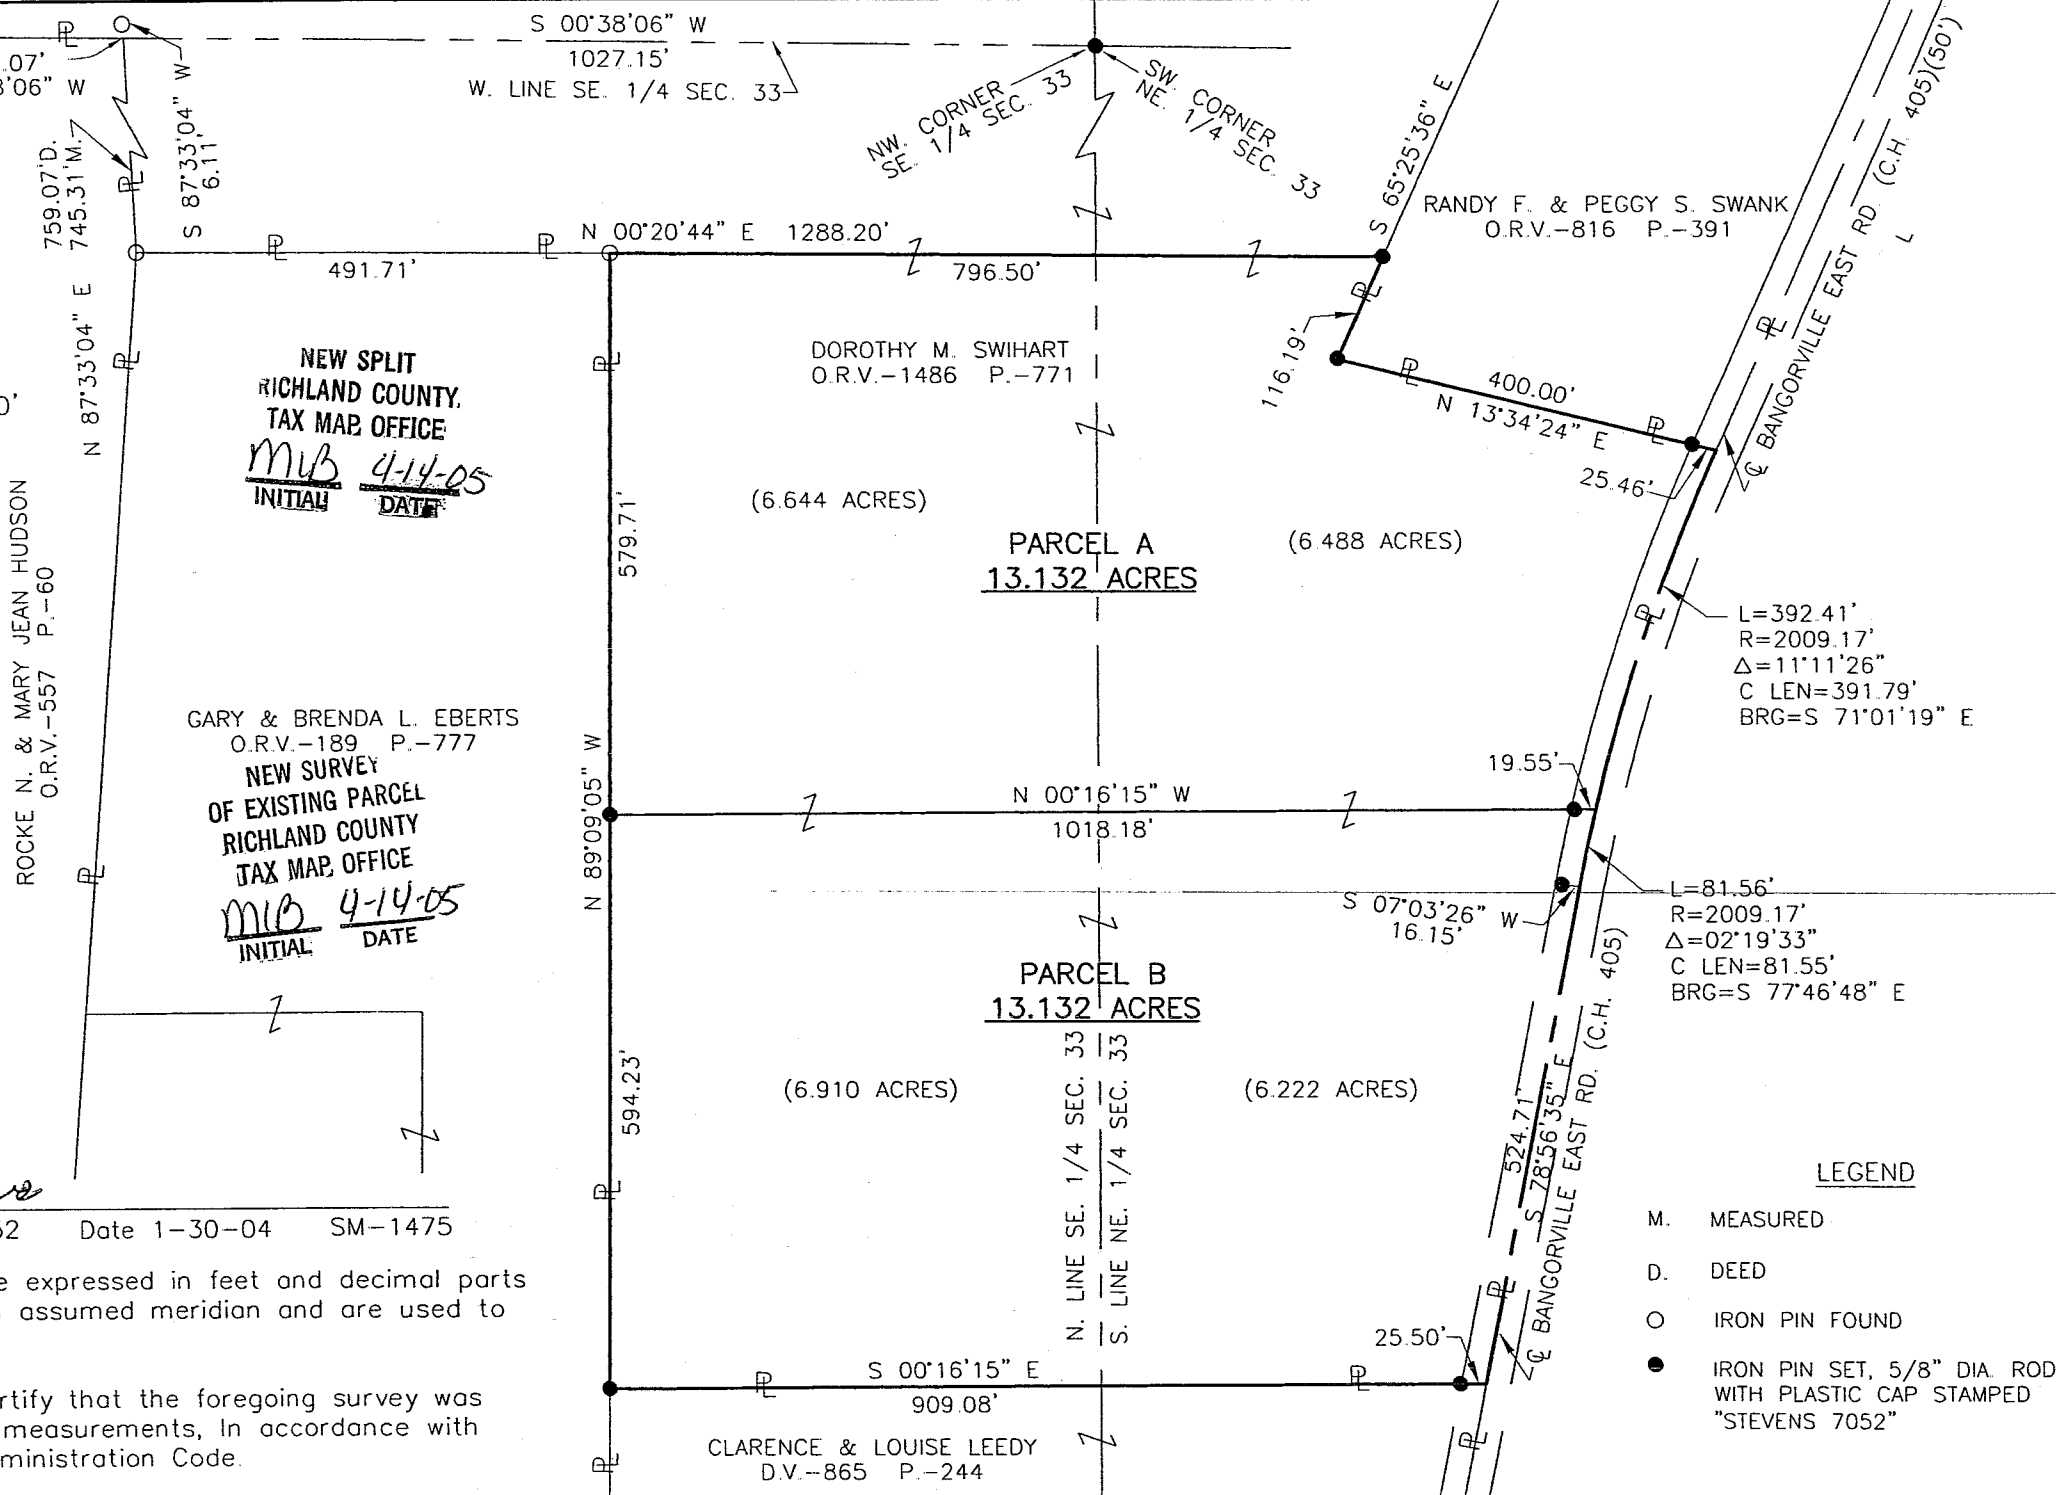 S 00°38'06" W
1027.15'
W. LINE SE. 1/4 SEC. 33
.07'
8'06" W
759.07'D.
745.31'M.
S 87°33'04" W
6.11'
NW. CORNER
SE. 1/4 SEC. 33
SW. CORNER
NE. 1/4 SEC. 33
S 65°25'36" E
RANDY F. & PEGGY S. SWANK
O.R.V.-816 P.-391
℄ BANGORVILLE EAST RD. (C.H. 405)(50')
L
N 00°20'44" E 1288.20'
491.71'
796.50'
N 87°33'04" E
0'
NEW SPLIT
RICHLAND COUNTY
TAX MAP OFFICE
MLB 4-14-05
INITIAL DATE
DOROTHY M. SWIHART
O.R.V.-1486 P.-771
116.19'
400.00'
N 13°34'24" E
25.46'
579.71'
(6.644 ACRES)
PARCEL A
13.132 ACRES
(6.488 ACRES)
L=392.41'
R=2009.17'
Δ=11°11'26"
C LEN=391.79'
BRG=S 71°01'19" E
ROCKE N. & MARY JEAN HUDSON
O.R.V.-557 P.-60
GARY & BRENDA L. EBERTS
O.R.V.-189 P.-777
NEW SURVEY
OF EXISTING PARCEL
RICHLAND COUNTY
TAX MAP OFFICE
MLB 4-14-05
INITIAL DATE
N 89°09'05" W
19.55'
N 00°16'15" W
1018.18'
S 07°03'26" W
16.15'
L=81.56'
R=2009.17'
Δ=02°19'33"
C LEN=81.55'
BRG=S 77°46'48" E
PARCEL B
13.132 ACRES
594.23'
(6.910 ACRES)
(6.222 ACRES)
N. LINE SE. 1/4 SEC. 33
S. LINE NE. 1/4 SEC. 33
524.71'
S 78°56'35" E
℄ BANGORVILLE EAST RD. (C.H. 405)
25.50'
S 00°16'15" E
909.08'
CLARENCE & LOUISE LEEDY
D.V.-865 P.-244
52 Date 1-30-04 SM-1475
e expressed in feet and decimal parts
assumed meridian and are used to
rtify that the foregoing survey was
measurements, In accordance with
ministration Code.
LEGEND
M. MEASURED
D. DEED
IRON PIN FOUND
IRON PIN SET, 5/8" DIA. ROD
WITH PLASTIC CAP STAMPED
"STEVENS 7052"